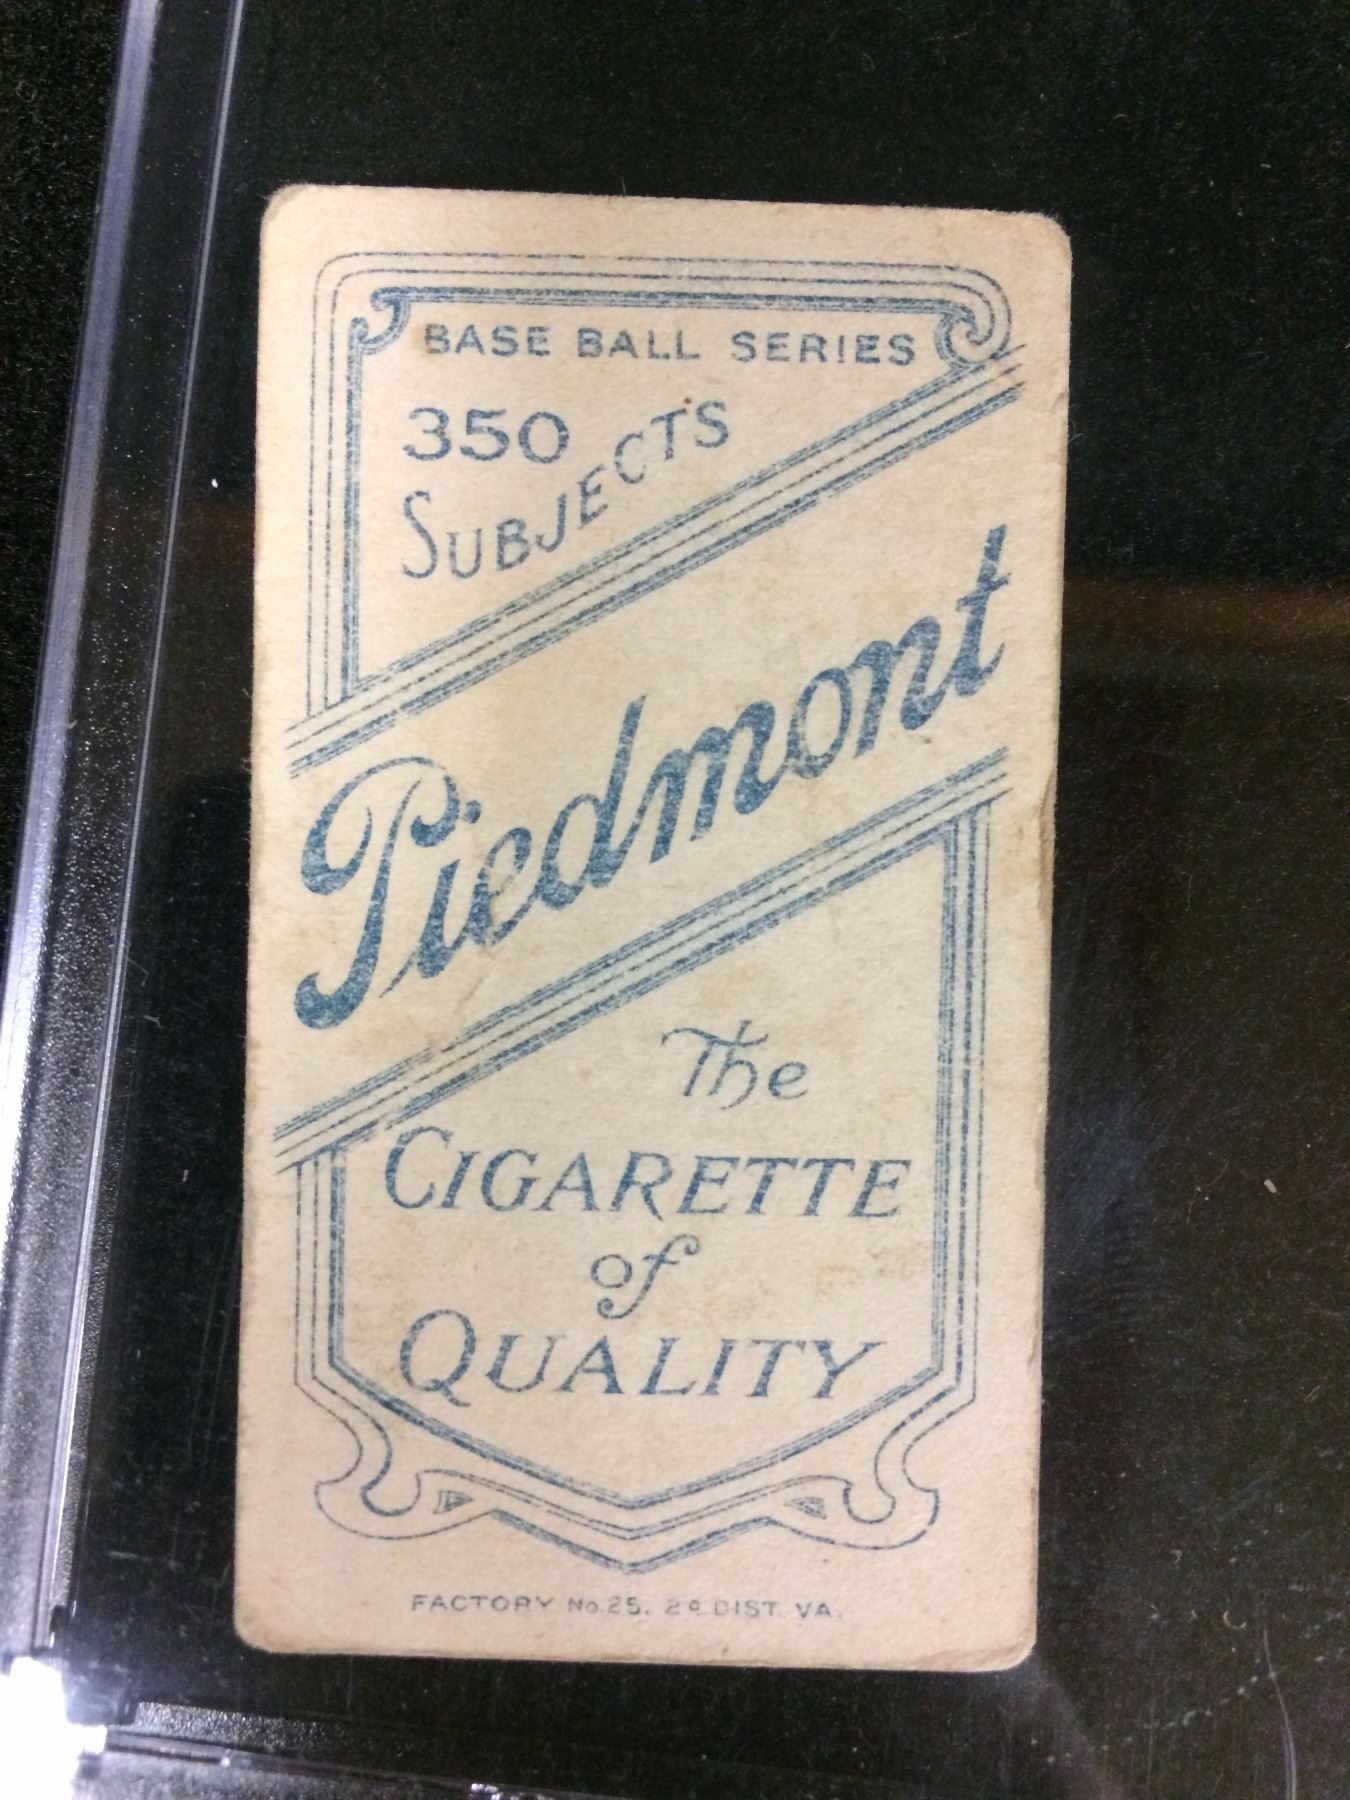 BASE BALL SERIES
350
SUBJECTS
Piedmont
The
CIGARETTE
of
QUALITY
FACTORY No. 25. 2d DIST. VA.